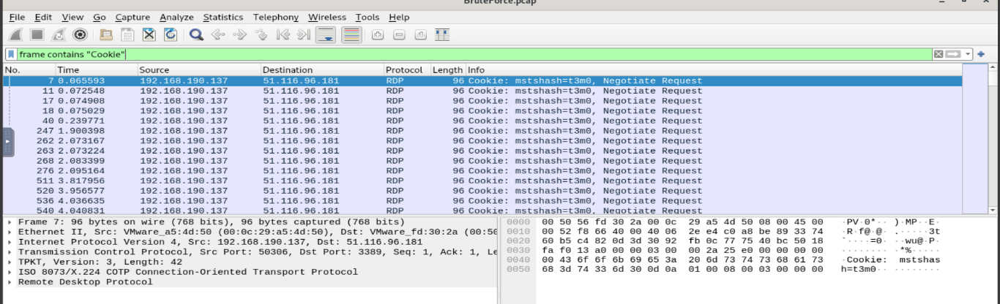 BruteForce.pcap
File Edit View Go Capture Analyze Statistics Telephony Wireless Tools Help
frame contains "Cookie"
No. Time Source Destination Protocol Length Info
7 0.065593 192.168.190.137 51.116.96.181 RDP 96 Cookie: mstshash=t3m0, Negotiate Request
11 0.072548 192.168.190.137 51.116.96.181 RDP 96 Cookie: mstshash=t3m0, Negotiate Request
17 0.074908 192.168.190.137 51.116.96.181 RDP 96 Cookie: mstshash=t3m0, Negotiate Request
18 0.075029 192.168.190.137 51.116.96.181 RDP 96 Cookie: mstshash=t3m0, Negotiate Request
40 0.239771 192.168.190.137 51.116.96.181 RDP 96 Cookie: mstshash=t3m0, Negotiate Request
247 1.900398 192.168.190.137 51.116.96.181 RDP 96 Cookie: mstshash=t3m0, Negotiate Request
262 2.073167 192.168.190.137 51.116.96.181 RDP 96 Cookie: mstshash=t3m0, Negotiate Request
263 2.073224 192.168.190.137 51.116.96.181 RDP 96 Cookie: mstshash=t3m0, Negotiate Request
268 2.083399 192.168.190.137 51.116.96.181 RDP 96 Cookie: mstshash=t3m0, Negotiate Request
276 2.095164 192.168.190.137 51.116.96.181 RDP 96 Cookie: mstshash=t3m0, Negotiate Request
511 3.817956 192.168.190.137 51.116.96.181 RDP 96 Cookie: mstshash=t3m0, Negotiate Request
520 3.956577 192.168.190.137 51.116.96.181 RDP 96 Cookie: mstshash=t3m0, Negotiate Request
536 4.036635 192.168.190.137 51.116.96.181 RDP 96 Cookie: mstshash=t3m0, Negotiate Request
540 4.040831 192.168.190.137 51.116.96.181 RDP 96 Cookie: mstshash=t3m0, Negotiate Request
Frame 7: 96 bytes on wire (768 bits), 96 bytes captured (768 bits)
Ethernet II, Src: VMware_a5:4d:50 (00:0c:29:a5:4d:50), Dst: VMware_fd:30:2a (00:50
Internet Protocol Version 4, Src: 192.168.190.137, Dst: 51.116.96.181
Transmission Control Protocol, Src Port: 50306, Dst Port: 3389, Seq: 1, Ack: 1, Le
TPKT, Version: 3, Length: 42
ISO 8073/X.224 COTP Connection-Oriented Transport Protocol
Remote Desktop Protocol
0000 00 50 56 fd 30 2a 00 0c 29 a5 4d 50 08 00 45 00 ·PV·0*·· )·MP··E·
0010 00 52 f8 66 40 00 40 06 2e e4 c0 a8 be 89 33 74 ·R·f@·@· ······3t
0020 60 b5 c4 82 0d 3d 30 92 fb 0c 77 75 40 bc 50 18 `····=0· ··wu@·P·
0030 fa f0 13 a0 00 00 03 00 00 2a 25 e0 00 00 00 00 ········ ·*%·····
0040 00 43 6f 6f 6b 69 65 3a 20 6d 73 74 73 68 61 73 ·Cookie: mstshas
0050 68 3d 74 33 6d 30 0d 0a 01 00 08 00 03 00 00 00 h=t3m0·· ········